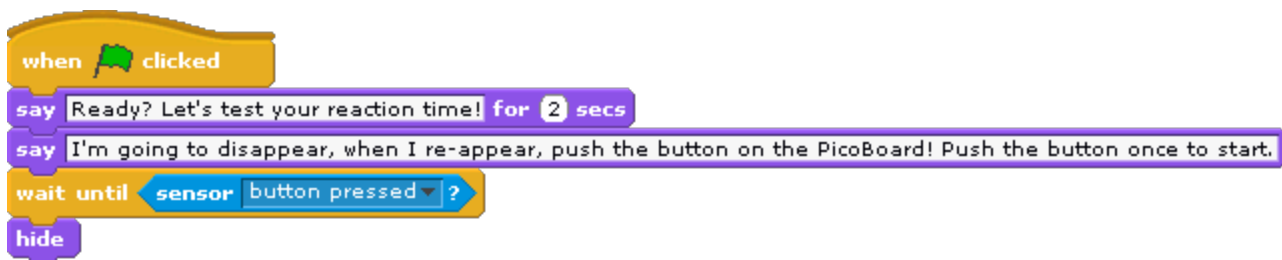 when clicked
say Ready? Let's test your reaction time! for 2 secs
say I'm going to disappear, when I re-appear, push the button on the PicoBoard! Push the button once to start.
wait until sensor button pressed ?
hide